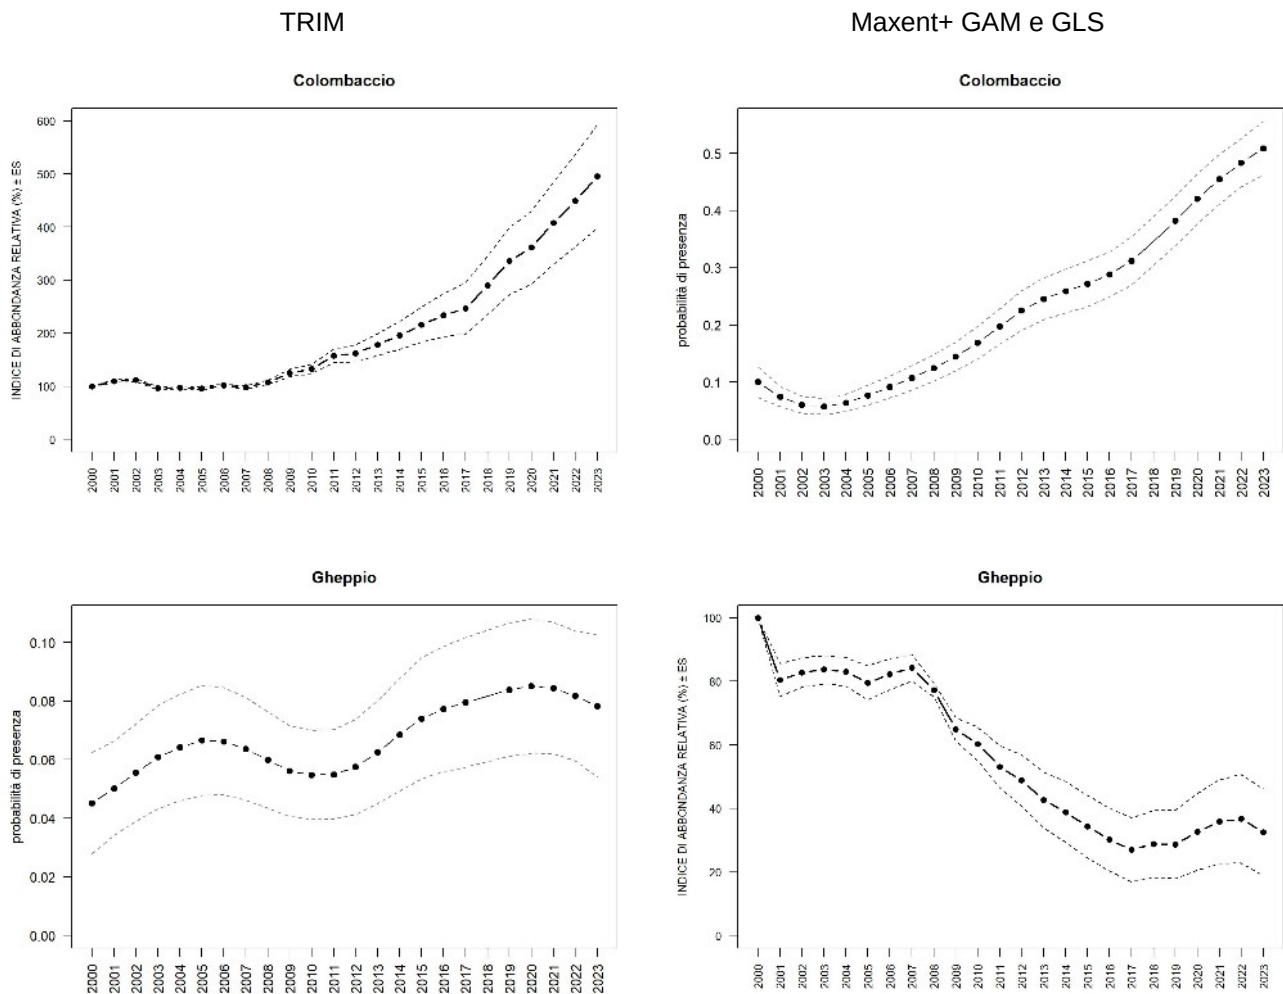 TRIM
Maxent+ GAM e GLS
Colombaccio
INDICE DI ABBONDANZA RELATIVA (%) ± ES
600
500
400
300
200
100
0
2000 2001 2002 2003 2004 2005 2006 2007 2008 2009 2010 2011 2012 2013 2014 2015 2016 2017 2018 2019 2020 2021 2022 2023
Colombaccio
probabilità di presenza
0.5
0.4
0.3
0.2
0.1
0.0
2000 2001 2002 2003 2004 2005 2006 2007 2008 2009 2010 2011 2012 2013 2014 2015 2016 2017 2019 2020 2021 2022 2023
Gheppio
probabilità di presenza
0.10
0.08
0.06
0.04
0.02
0.00
2000 2001 2002 2003 2004 2005 2006 2007 2008 2009 2010 2011 2012 2013 2014 2015 2016 2017 2019 2020 2021 2022 2023
Gheppio
INDICE DI ABBONDANZA RELATIVA (%) ± ES
100
80
60
40
20
0
2000 2001 2002 2003 2004 2005 2006 2007 2008 2009 2010 2011 2012 2013 2014 2015 2016 2017 2018 2019 2020 2021 2022 2023